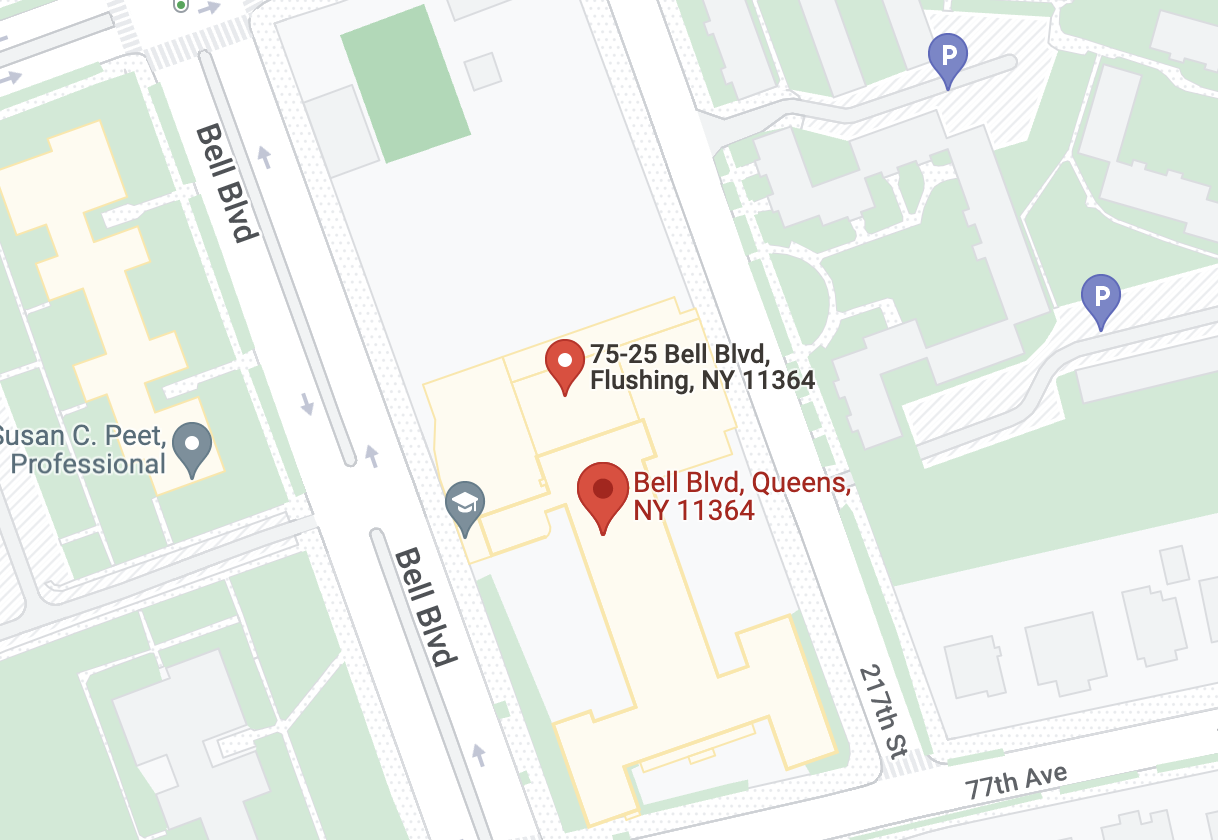 P
Bell Blvd
P
75-25 Bell Blvd,
Flushing, NY 11364
Susan C. Peet,
Professional
Bell Blvd, Queens,
NY 11364
Bell Blvd
217th St
77th Ave